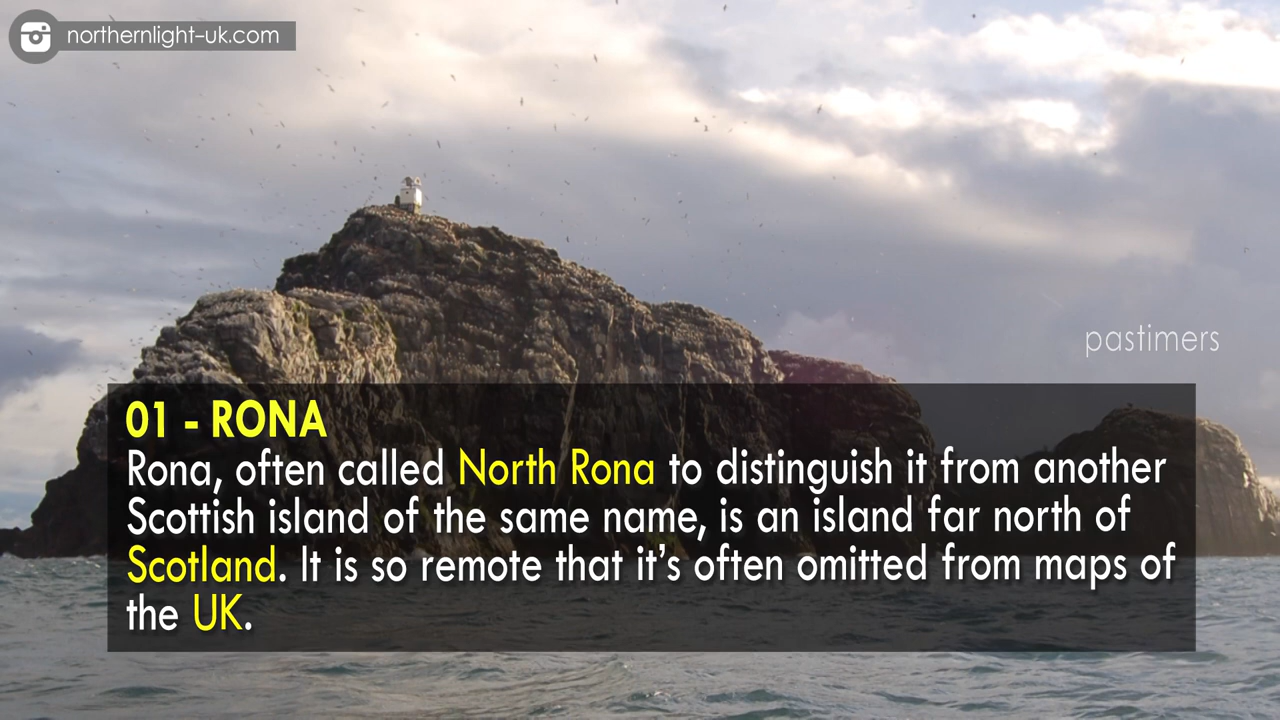 northernlight-uk.com
pastimers
01 - RONA
Rona, often called North Rona to distinguish it from another
Scottish island of the same name, is an island far north of
Scotland. It is so remote that it’s often omitted from maps of
the UK.